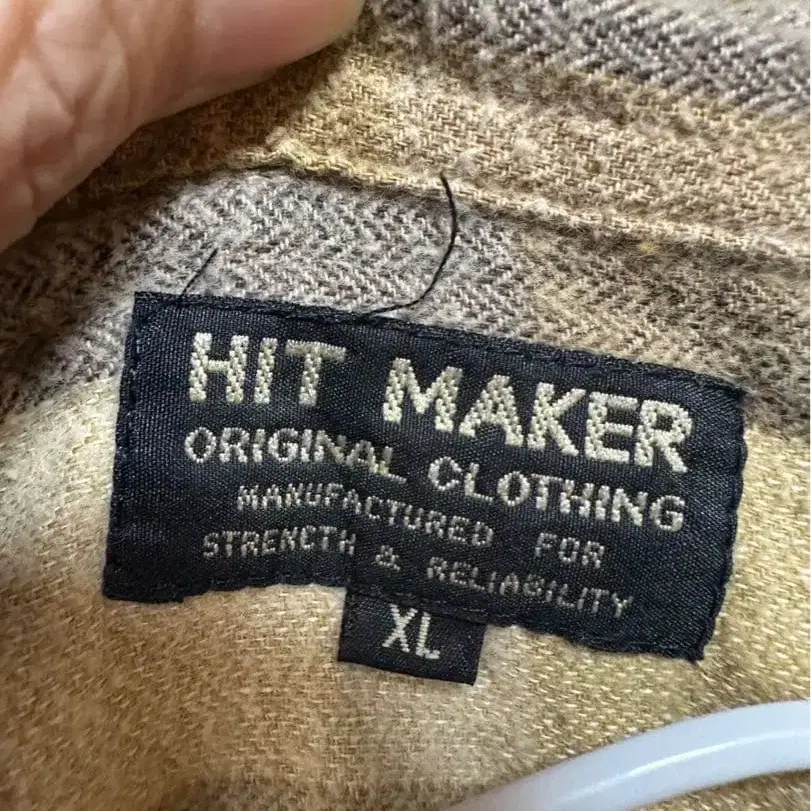 HIT MAKER
ORIGINAL CLOTHING
MANUFACTURED FOR
STRENGTH & RELIABILITY
XL